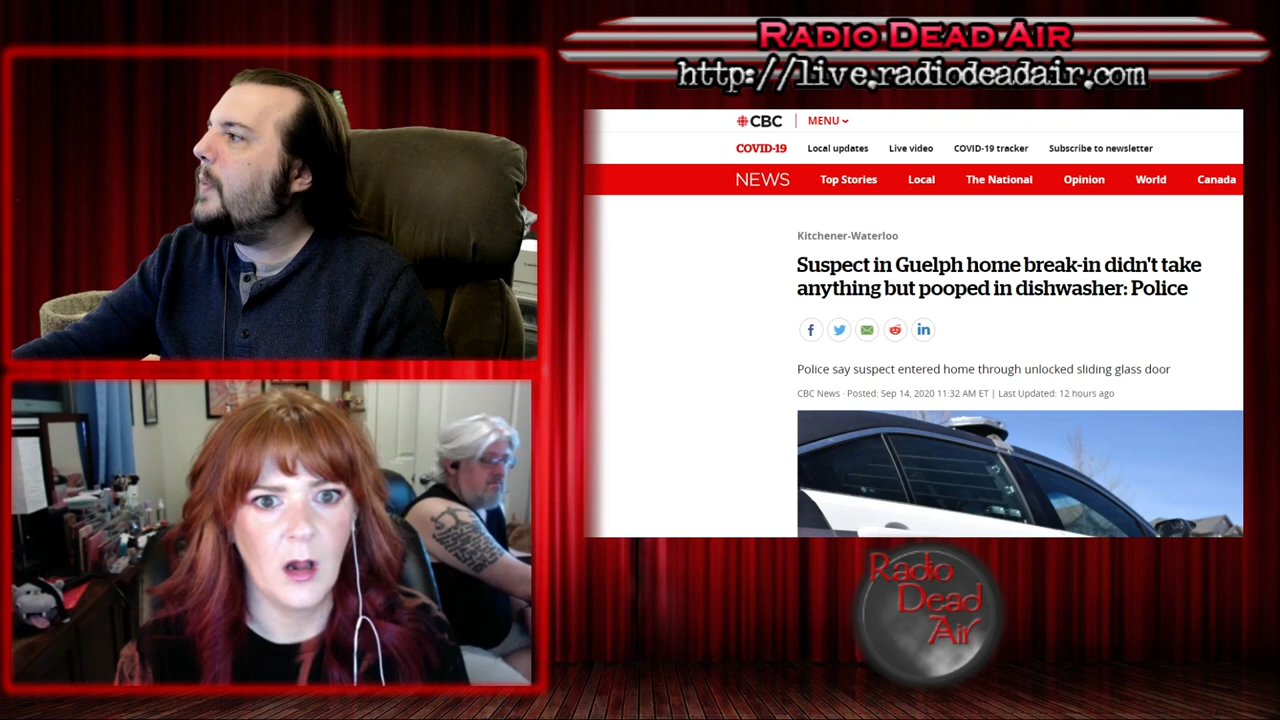 RADIO DEAD AIR
http://live.radiodeadair.com
CBC MENU
COVID-19 Local updates Live video COVID-19 tracker Subscribe to newsletter
NEWS Top Stories Local The National Opinion World Canada
Kitchener-Waterloo
Suspect in Guelph home break-in didn't take
anything but pooped in dishwasher: Police
Police say suspect entered home through unlocked sliding glass door
CBC News · Posted: Sep 14, 2020 11:32 AM ET | Last Updated: 12 hours ago
Radio
Dead
Air